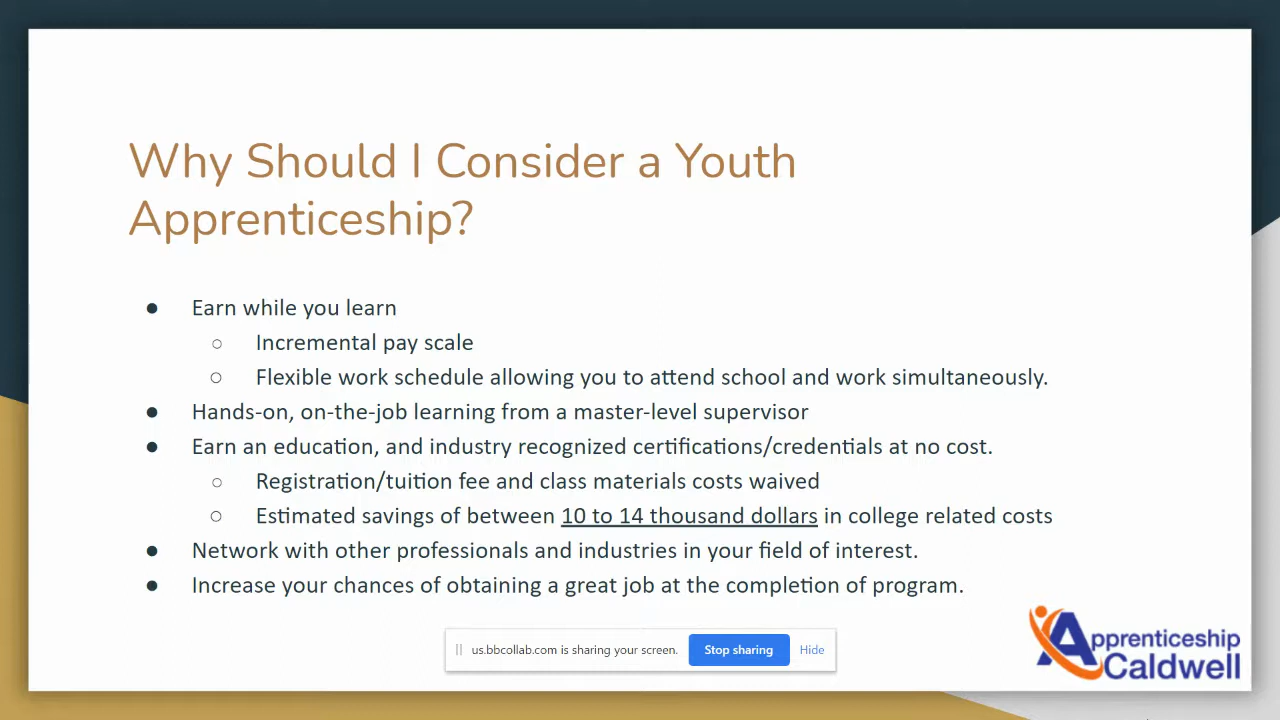 Why Should I Consider a Youth
Apprenticeship?
● Earn while you learn
○ Incremental pay scale
○ Flexible work schedule allowing you to attend school and work simultaneously.
● Hands-on, on-the-job learning from a master-level supervisor
● Earn an education, and industry recognized certifications/credentials at no cost.
○ Registration/tuition fee and class materials costs waived
○ Estimated savings of between 10 to 14 thousand dollars in college related costs
● Network with other professionals and industries in your field of interest.
● Increase your chances of obtaining a great job at the completion of program.
us.bbcollab.com is sharing your screen. Stop sharing Hide
Apprenticeship
Caldwell